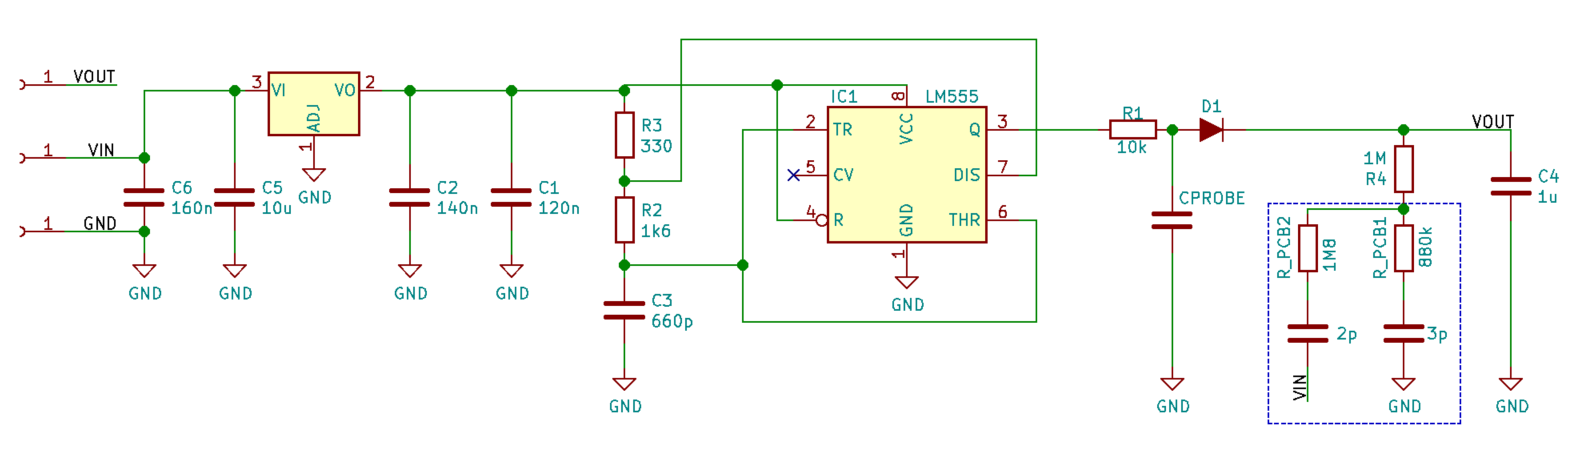 1 VOUT
1 VIN
1 GND
C6
160n
GND
C5
10u
GND
3 VI VO 2
ADJ
1
GND
C2
140n
GND
C1
120n
GND
R3
330
R2
1k6
C3
660p
GND
IC1 LM555
8
VCC
2 TR Q 3
5 CV DIS 7
4 R THR 6
GND
1
GND
R1
10k
D1
CPROBE
GND
VOUT
1M
R4
R_PCB2
1M8
R_PCB1
880k
2p
3p
VIN
GND
C4
1u
GND